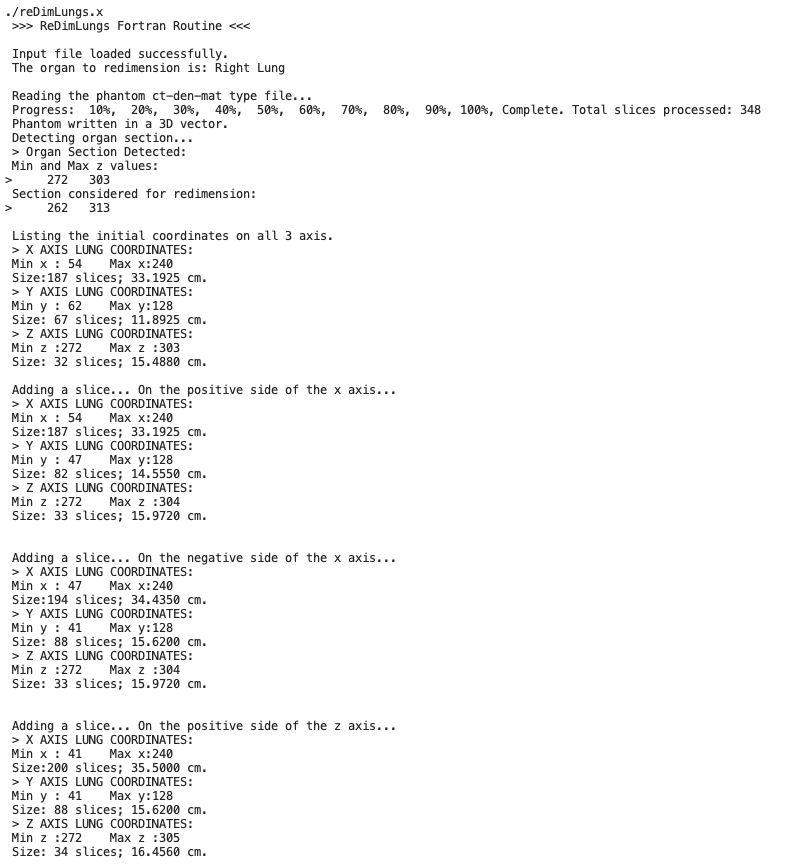 ./reDimLungs.x
>>> ReDimLungs Fortran Routine <<<
Input file loaded successfully.
The organ to redimension is: Right Lung
Reading the phantom ct-den-mat type file...
Progress:  10%,  20%,  30%,  40%,  50%,  60%,  70%,  80%,  90%, 100%, Complete. Total slices processed: 348
Phantom written in a 3D vector.
Detecting organ section...
> Organ Section Detected:
Min and Max z values:
>     272   303
Section considered for redimension:
>     262   313
Listing the initial coordinates on all 3 axis.
> X AXIS LUNG COORDINATES:
Min x : 54    Max x:240
Size:187 slices; 33.1925 cm.
> Y AXIS LUNG COORDINATES:
Min y : 62    Max y:128
Size: 67 slices; 11.8925 cm.
> Z AXIS LUNG COORDINATES:
Min z :272    Max z :303
Size: 32 slices; 15.4880 cm.
Adding a slice... On the positive side of the x axis...
> X AXIS LUNG COORDINATES:
Min x : 54    Max x:240
Size:187 slices; 33.1925 cm.
> Y AXIS LUNG COORDINATES:
Min y : 47    Max y:128
Size: 82 slices; 14.5550 cm.
> Z AXIS LUNG COORDINATES:
Min z :272    Max z :304
Size: 33 slices; 15.9720 cm.
Adding a slice... On the negative side of the x axis...
> X AXIS LUNG COORDINATES:
Min x : 47    Max x:240
Size:194 slices; 34.4350 cm.
> Y AXIS LUNG COORDINATES:
Min y : 41    Max y:128
Size: 88 slices; 15.6200 cm.
> Z AXIS LUNG COORDINATES:
Min z :272    Max z :304
Size: 33 slices; 15.9720 cm.
Adding a slice... On the positive side of the z axis...
> X AXIS LUNG COORDINATES:
Min x : 41    Max x:240
Size:200 slices; 35.5000 cm.
> Y AXIS LUNG COORDINATES:
Min y : 41    Max y:128
Size: 88 slices; 15.6200 cm.
> Z AXIS LUNG COORDINATES:
Min z :272    Max z :305
Size: 34 slices; 16.4560 cm.